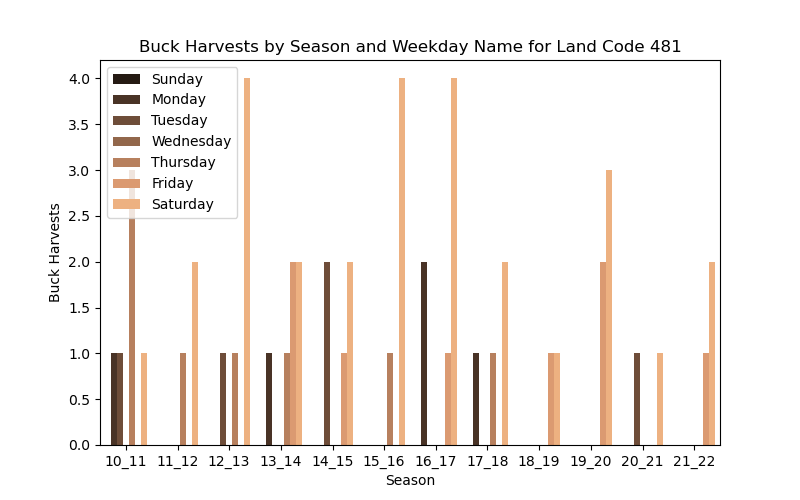 Buck Harvests by Season and Weekday Name for Land Code 481
4.0
3.5
3.0
2.5
2.0
1.5
1.0
0.5
0.0
Buck Harvests
Sunday
Monday
Tuesday
Wednesday
Thursday
Friday
Saturday
10_11 11_12 12_13 13_14 14_15 15_16 16_17 17_18 18_19 19_20 20_21 21_22
Season